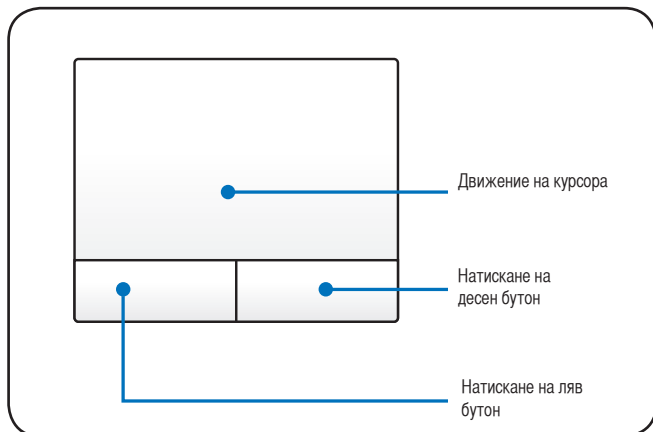 Движение на курсора
Натискане на
десен бутон
Натискане на ляв
бутон